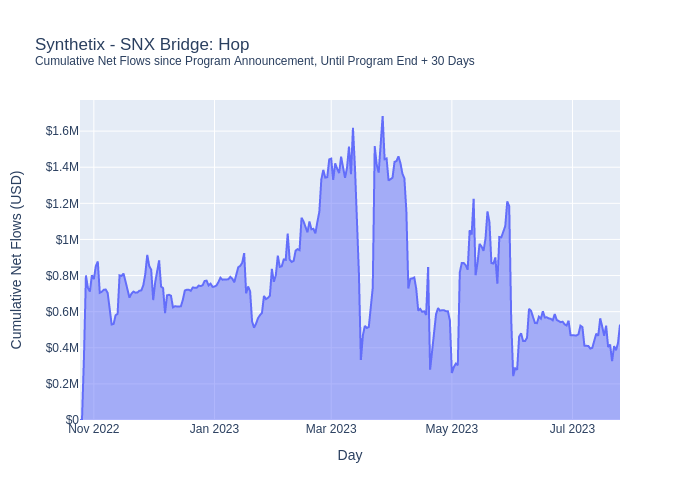 Synthetix - SNX Bridge: Hop
Cumulative Net Flows since Program Announcement, Until Program End + 30 Days
Cumulative Net Flows (USD)
$1.6M
$1.4M
$1.2M
$1M
$0.8M
$0.6M
$0.4M
$0.2M
$0
Nov 2022
Jan 2023
Mar 2023
May 2023
Jul 2023
Day